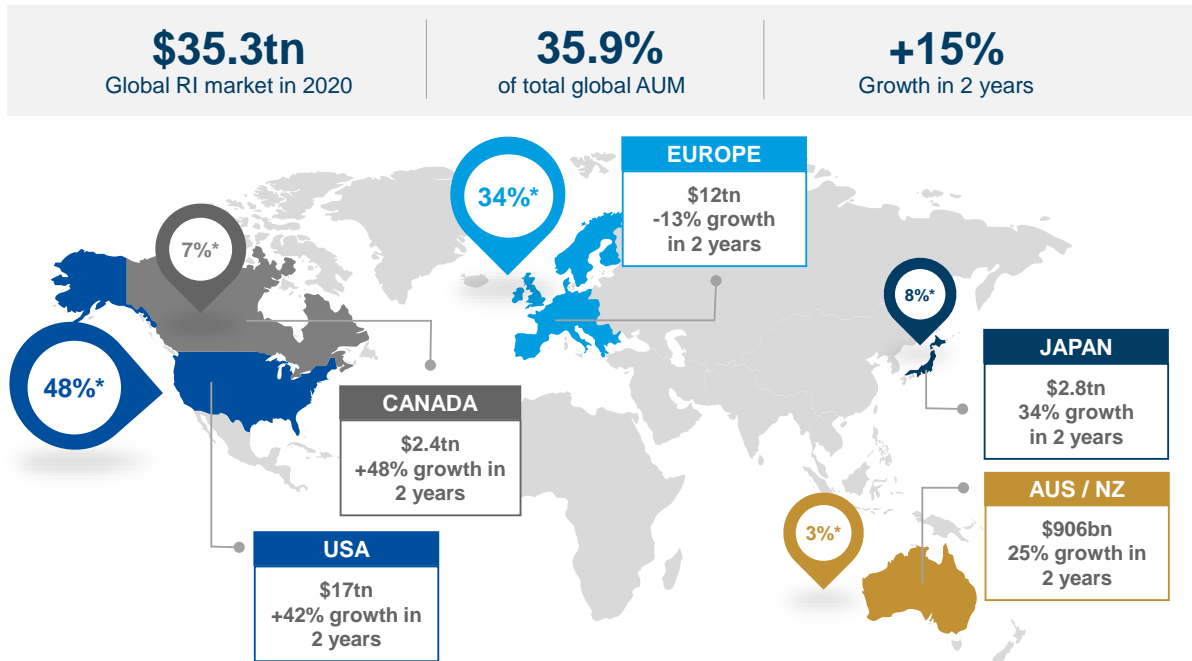 $35.3tn
Global RI market in 2020
35.9%
of total global AUM
+15%
Growth in 2 years
34%*
EUROPE
$12tn
-13% growth
in 2 years
7%*
8%*
48%*
JAPAN
$2.8tn
34% growth
in 2 years
CANADA
$2.4tn
+48% growth in
2 years
AUS / NZ
$906bn
25% growth in
2 years
3%*
USA
$17tn
+42% growth in
2 years